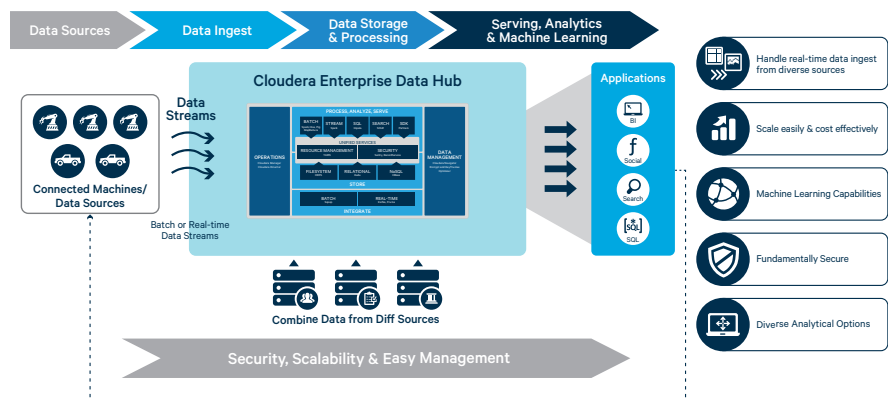 Data Sources
Data Ingest
Data Storage
& Processing
Serving, Analytics
& Machine Learning
Cloudera Enterprise Data Hub
Applications
Data
Streams
Connected Machines/
Data Sources
Batch or Real-time
Data Streams
PROCESS, ANALYZE, SERVE
BATCH
STREAM
SQL
SEARCH
SDK
UNIFIED SERVICES
RESOURCE MANAGEMENT
SECURITY
OPERATIONS
DATA
MANAGEMENT
FILESYSTEM
RELATIONAL
NoSQL
STORE
BATCH
REAL-TIME
INTEGRATE
BI
Social
Search
[SQL]
SQL
Combine Data from Diff Sources
Security, Scalability & Easy Management
Handle real-time data ingest
from diverse sources
Scale easily & cost effectively
Machine Learning Capabilities
Fundamentally Secure
Diverse Analytical Options